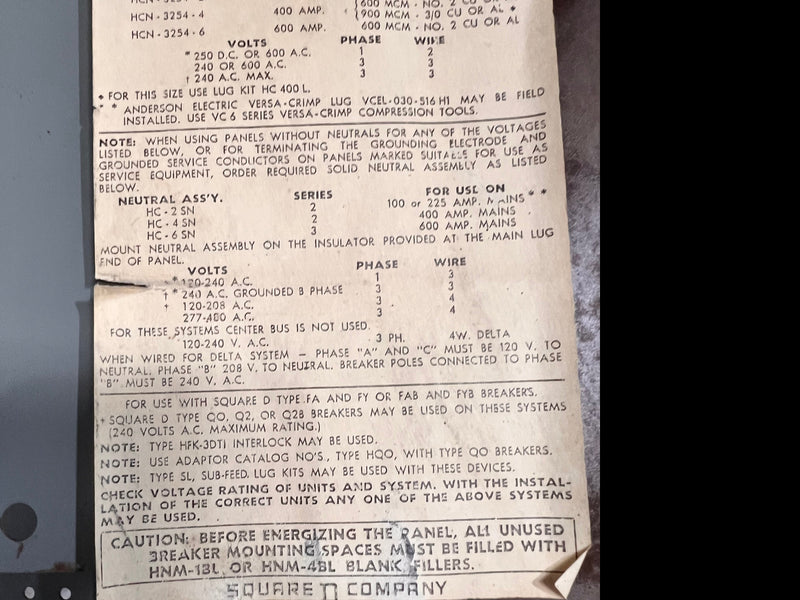 HCN - 3254 - 4 400 AMP. 600 MCM - NO. 2 CU OR AL
900 MCM - 3/0 CU OR AL ♦
HCN - 3254 - 6 600 AMP. 600 MCM - NO. 2 CU OR AL
VOLTS PHASE WIRE
* 250 D.C. OR 600 A.C. 1 2
240 OR 600 A.C. 3 3
† 240 A.C. MAX. 3 3
♦ FOR THIS SIZE USE LUG KIT HC 400 L.
* * ANDERSON ELECTRIC VERSA-CRIMP LUG VCEL-030-516 H1 MAY BE FIELD
INSTALLED. USE VC 6 SERIES VERSA-CRIMP COMPRESSION TOOLS.
NOTE: WHEN USING PANELS WITHOUT NEUTRALS FOR ANY OF THE VOLTAGES
LISTED BELOW, OR FOR TERMINATING THE GROUNDING ELECTRODE AND
GROUNDED SERVICE CONDUCTORS ON PANELS MARKED SUITABLE FOR USE AS
SERVICE EQUIPMENT, ORDER REQUIRED SOLID NEUTRAL ASSEMBLY AS LISTED
BELOW.
NEUTRAL ASS'Y. SERIES FOR USE ON
HC - 2 SN 2 100 or 225 AMP. MAINS * *
HC - 4 SN 2 400 AMP. MAINS
HC - 6 SN 3 600 AMP. MAINS
MOUNT NEUTRAL ASSEMBLY ON THE INSULATOR PROVIDED AT THE MAIN LUG
END OF PANEL.
VOLTS PHASE WIRE
* 120-240 A.C. 1 3
† * 240 A.C. GROUNDED B PHASE 3 3
† 120-208 A.C. 3 4
277-480 A.C. 3 4
FOR THESE SYSTEMS CENTER BUS IS NOT USED.
120-240 V. A.C. 3 PH. 4W. DELTA
WHEN WIRED FOR DELTA SYSTEM - PHASE "A" AND "C" MUST BE 120 V. TO
NEUTRAL. PHASE "B" 208 V. TO NEUTRAL. BREAKER POLES CONNECTED TO PHASE
"B" MUST BE 240 V. A.C.
FOR USE WITH SQUARE D TYPE FA AND FY OR FAB AND FYB BREAKERS.
† SQUARE D TYPE QO, Q2, OR Q2B BREAKERS MAY BE USED ON THESE SYSTEMS
(240 VOLTS A.C. MAXIMUM RATING.)
NOTE: TYPE HFK-3DTI INTERLOCK MAY BE USED.
NOTE: USE ADAPTOR CATALOG NO'S., TYPE HQO, WITH TYPE QO BREAKERS.
NOTE: TYPE SL, SUB-FEED, LUG KITS MAY BE USED WITH THESE DEVICES.
CHECK VOLTAGE RATING OF UNITS AND SYSTEM. WITH THE INSTAL-
LATION OF THE CORRECT UNITS ANY ONE OF THE ABOVE SYSTEMS
MAY BE USED.
CAUTION: BEFORE ENERGIZING THE PANEL, ALL UNUSED
BREAKER MOUNTING SPACES MUST BE FILLED WITH
HNM-1BL OR HNM-4BL BLANK FILLERS.
SQUARE D COMPANY